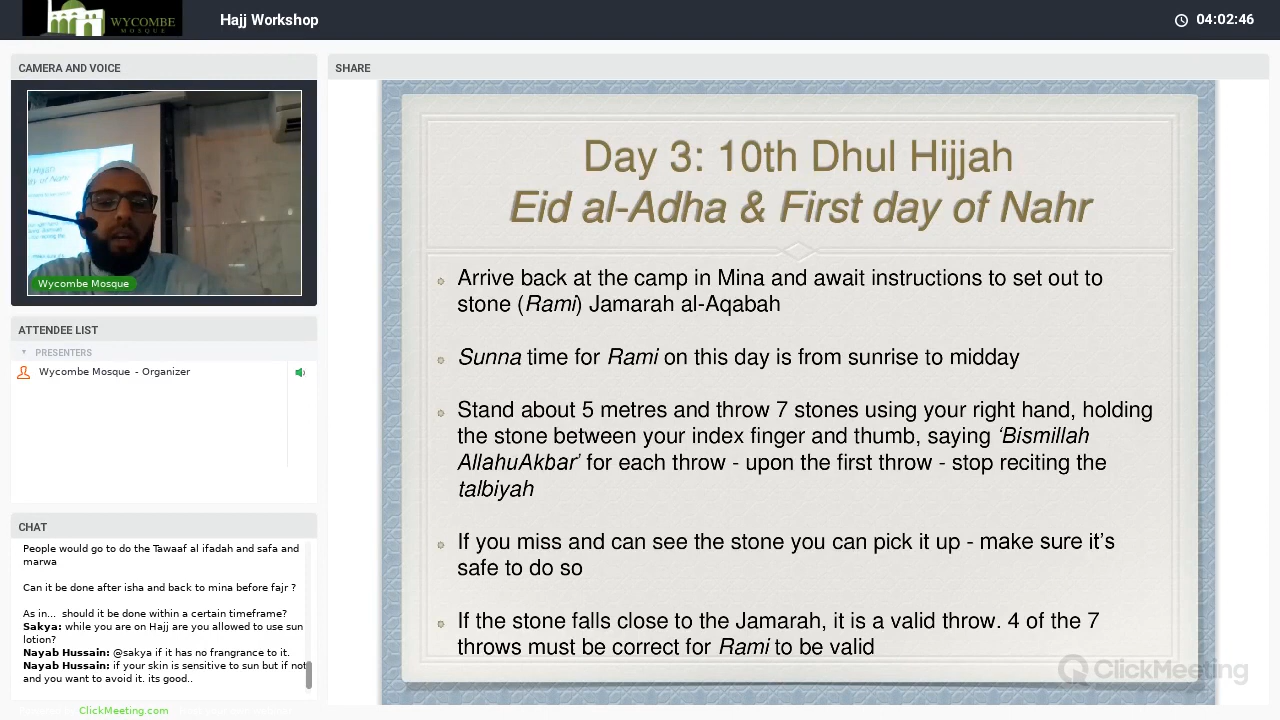 WYCOMBE
MOSQUE
Hajj Workshop
04:02:46
CAMERA AND VOICE
Wycombe Mosque
ATTENDEE LIST
PRESENTERS
Wycombe Mosque - Organizer
CHAT
People would go to do the Tawaaf al ifadah and safa and
marwa
Can it be done after isha and back to mina before fajr ?
As in... should it be done within a certain timeframe?
Sakya: while you are on Hajj are you allowed to use sun
lotion?
Nayab Hussain: @sakya if it has no frangrance to it.
Nayab Hussain: if your skin is sensitive to sun but if not
and you want to avoid it. its good..
ClickMeeting.com
SHARE
Day 3: 10th Dhul Hijjah
Eid al-Adha & First day of Nahr
Arrive back at the camp in Mina and await instructions to set out to
stone (Rami) Jamarah al-Aqabah
Sunna time for Rami on this day is from sunrise to midday
Stand about 5 metres and throw 7 stones using your right hand, holding
the stone between your index finger and thumb, saying ‘Bismillah
AllahuAkbar’ for each throw - upon the first throw - stop reciting the
talbiyah
If you miss and can see the stone you can pick it up - make sure it’s
safe to do so
If the stone falls close to the Jamarah, it is a valid throw. 4 of the 7
throws must be correct for Rami to be valid
ClickMeeting